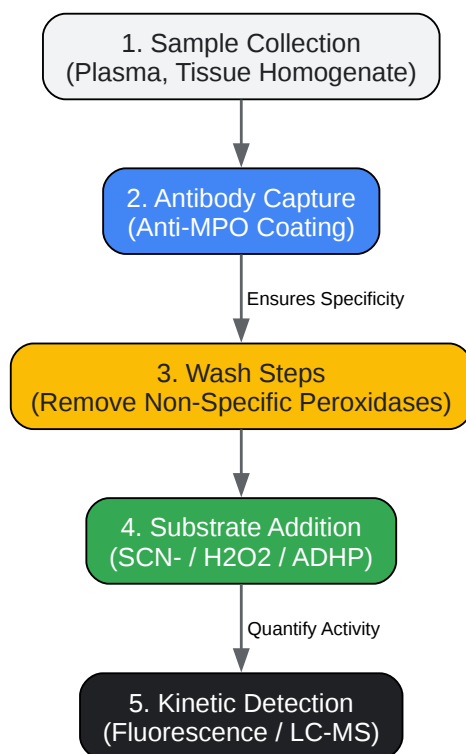 1. Sample Collection
(Plasma, Tissue Homogenate)
2. Antibody Capture
(Anti-MPO Coating)
Ensures Specificity
3. Wash Steps
(Remove Non-Specific Peroxidases)
4. Substrate Addition
(SCN- / H2O2 / ADHP)
Quantify Activity
5. Kinetic Detection
(Fluorescence / LC-MS)